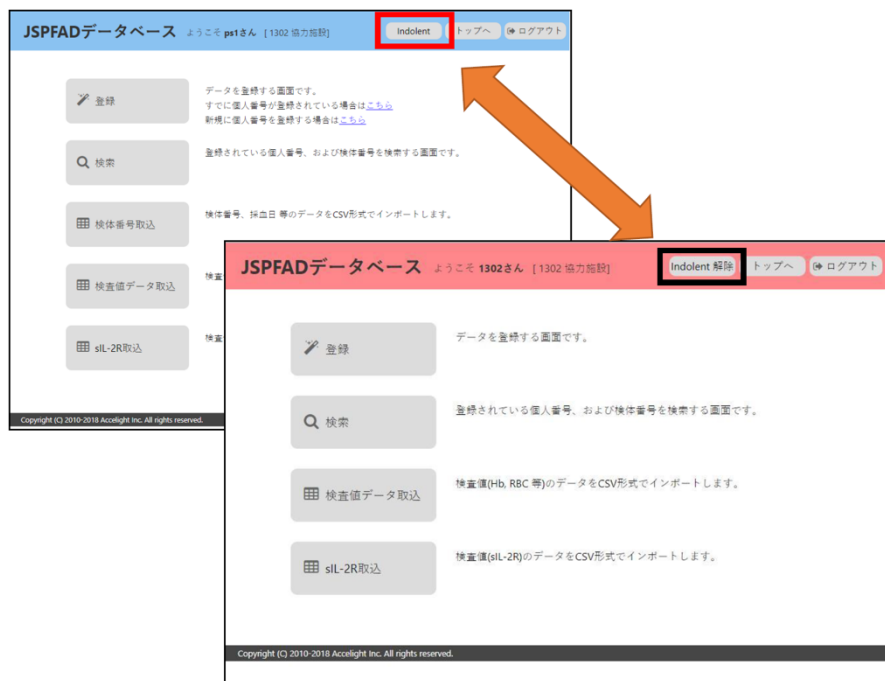 JSPFADデータベース ようこそ ps1さん [1302 協力施設] Indolent トップへ ログアウト
登録
データを登録する画面です。
すでに個人番号が登録されている場合はこちら
新規に個人番号を登録する場合はこちら
検索
登録されている個人番号、および検体番号を検索する画面です。
検体番号取込
検体番号、採血日 等のデータをCSV形式でインポートします。
検査値データ取込
検査
sIL-2R取込
検査
Copyright (C) 2010-2018 Accelight Inc. All rights reserved.
JSPFADデータベース ようこそ 1302さん [1302 協力施設] Indolent 解除 トップへ ログアウト
登録
データを登録する画面です。
検索
登録されている個人番号、および検体番号を検索する画面です。
検査値データ取込
検査値(Hb, RBC 等)のデータをCSV形式でインポートします。
sIL-2R取込
検査値(sIL-2R)のデータをCSV形式でインポートします。
Copyright (C) 2010-2018 Accelight Inc. All rights reserved.